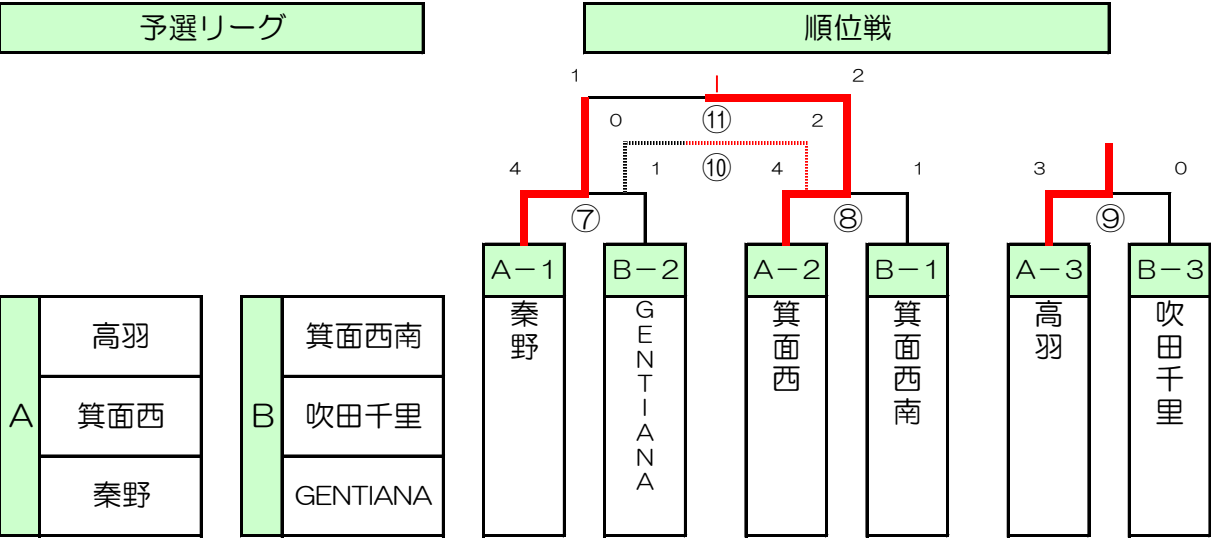 予選リーグ
順位戦
1
2
0
⑪
2
4
1
⑩
4
1
3
0
⑦
⑧
⑨
A－1
B－2
A－2
B－1
A－3
B－3
秦野
GENTIANA
箕面西
箕面西南
高羽
吹田千里
A
高羽
箕面西
秦野
B
箕面西南
吹田千里
GENTIANA